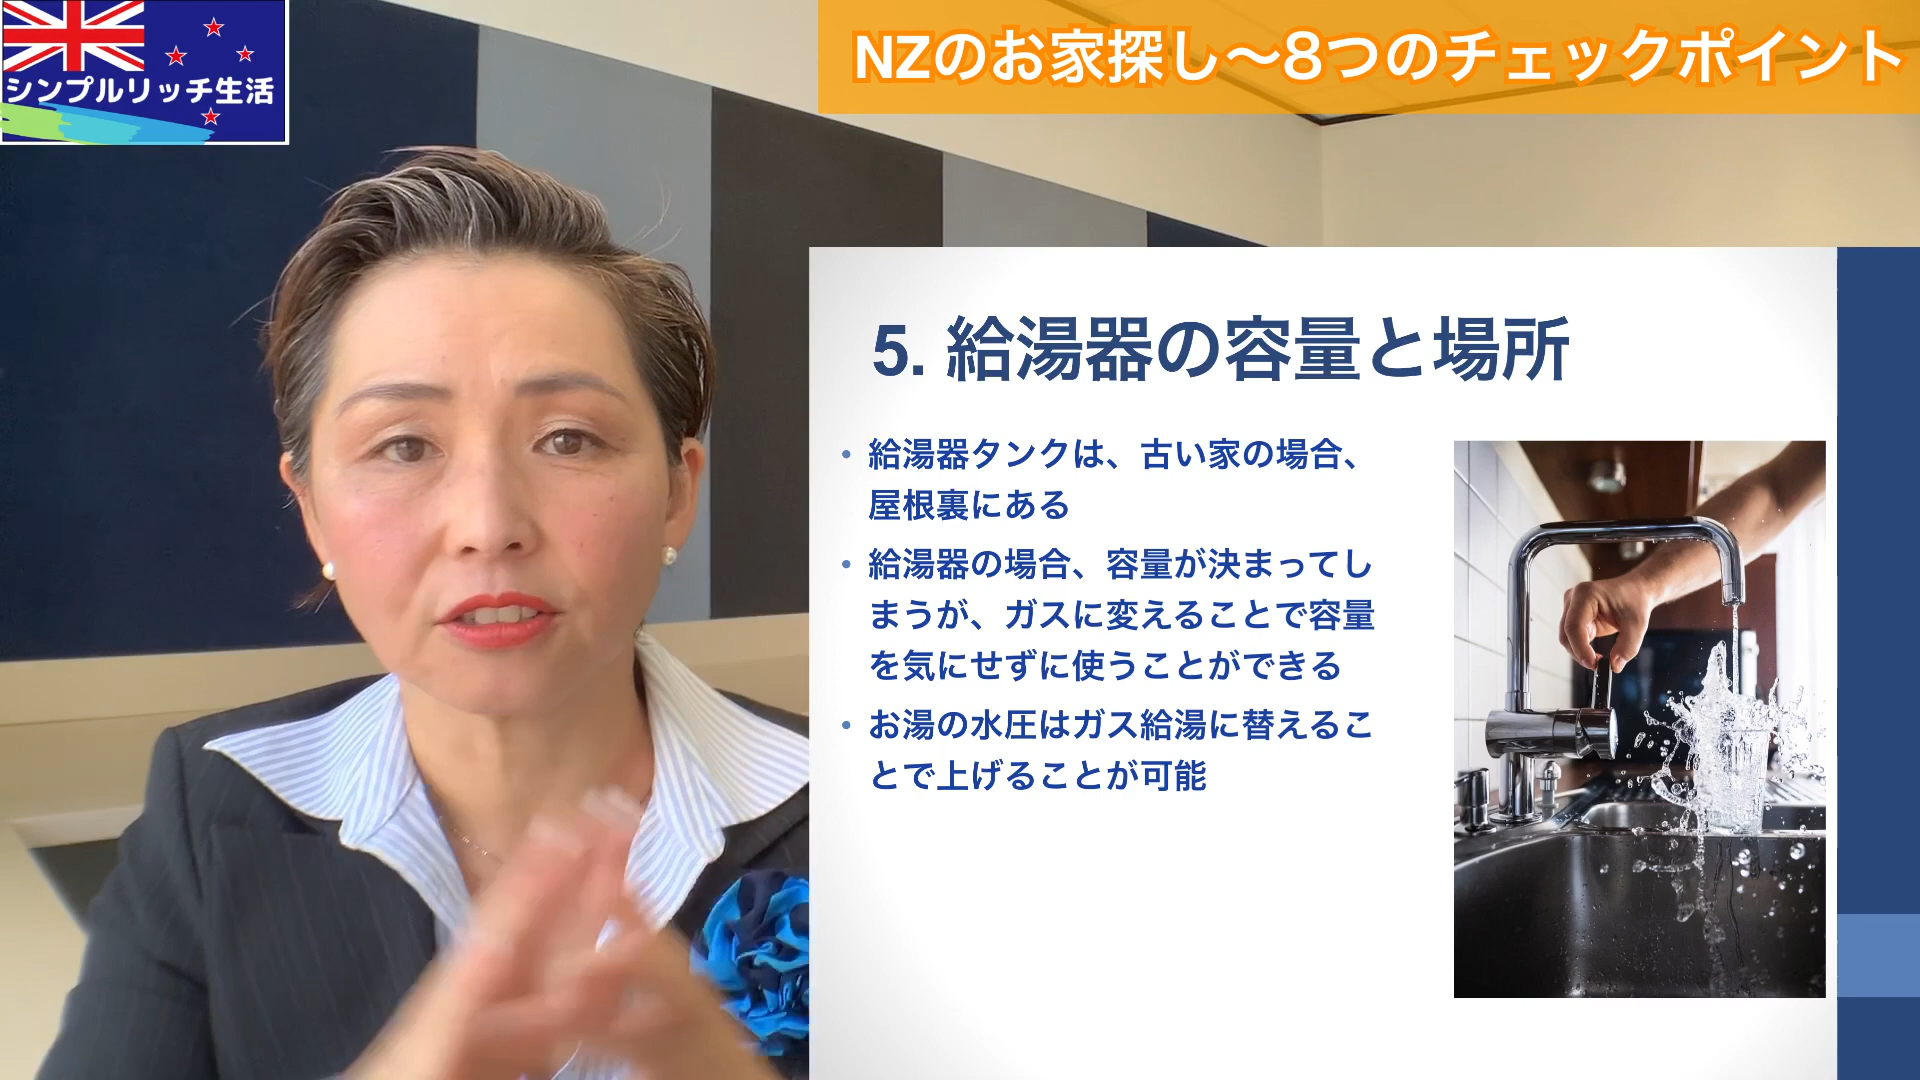 シンプルリッチ生活
NZのお家探し〜8つのチェックポイント
5. 給湯器の容量と場所
・給湯器タンクは、古い家の場合、
屋根裏にある
・給湯器の場合、容量が決まってし
まうが、ガスに変えることで容量
を気にせずに使うことができる
・お湯の水圧はガス給湯に替えるこ
とで上げることが可能